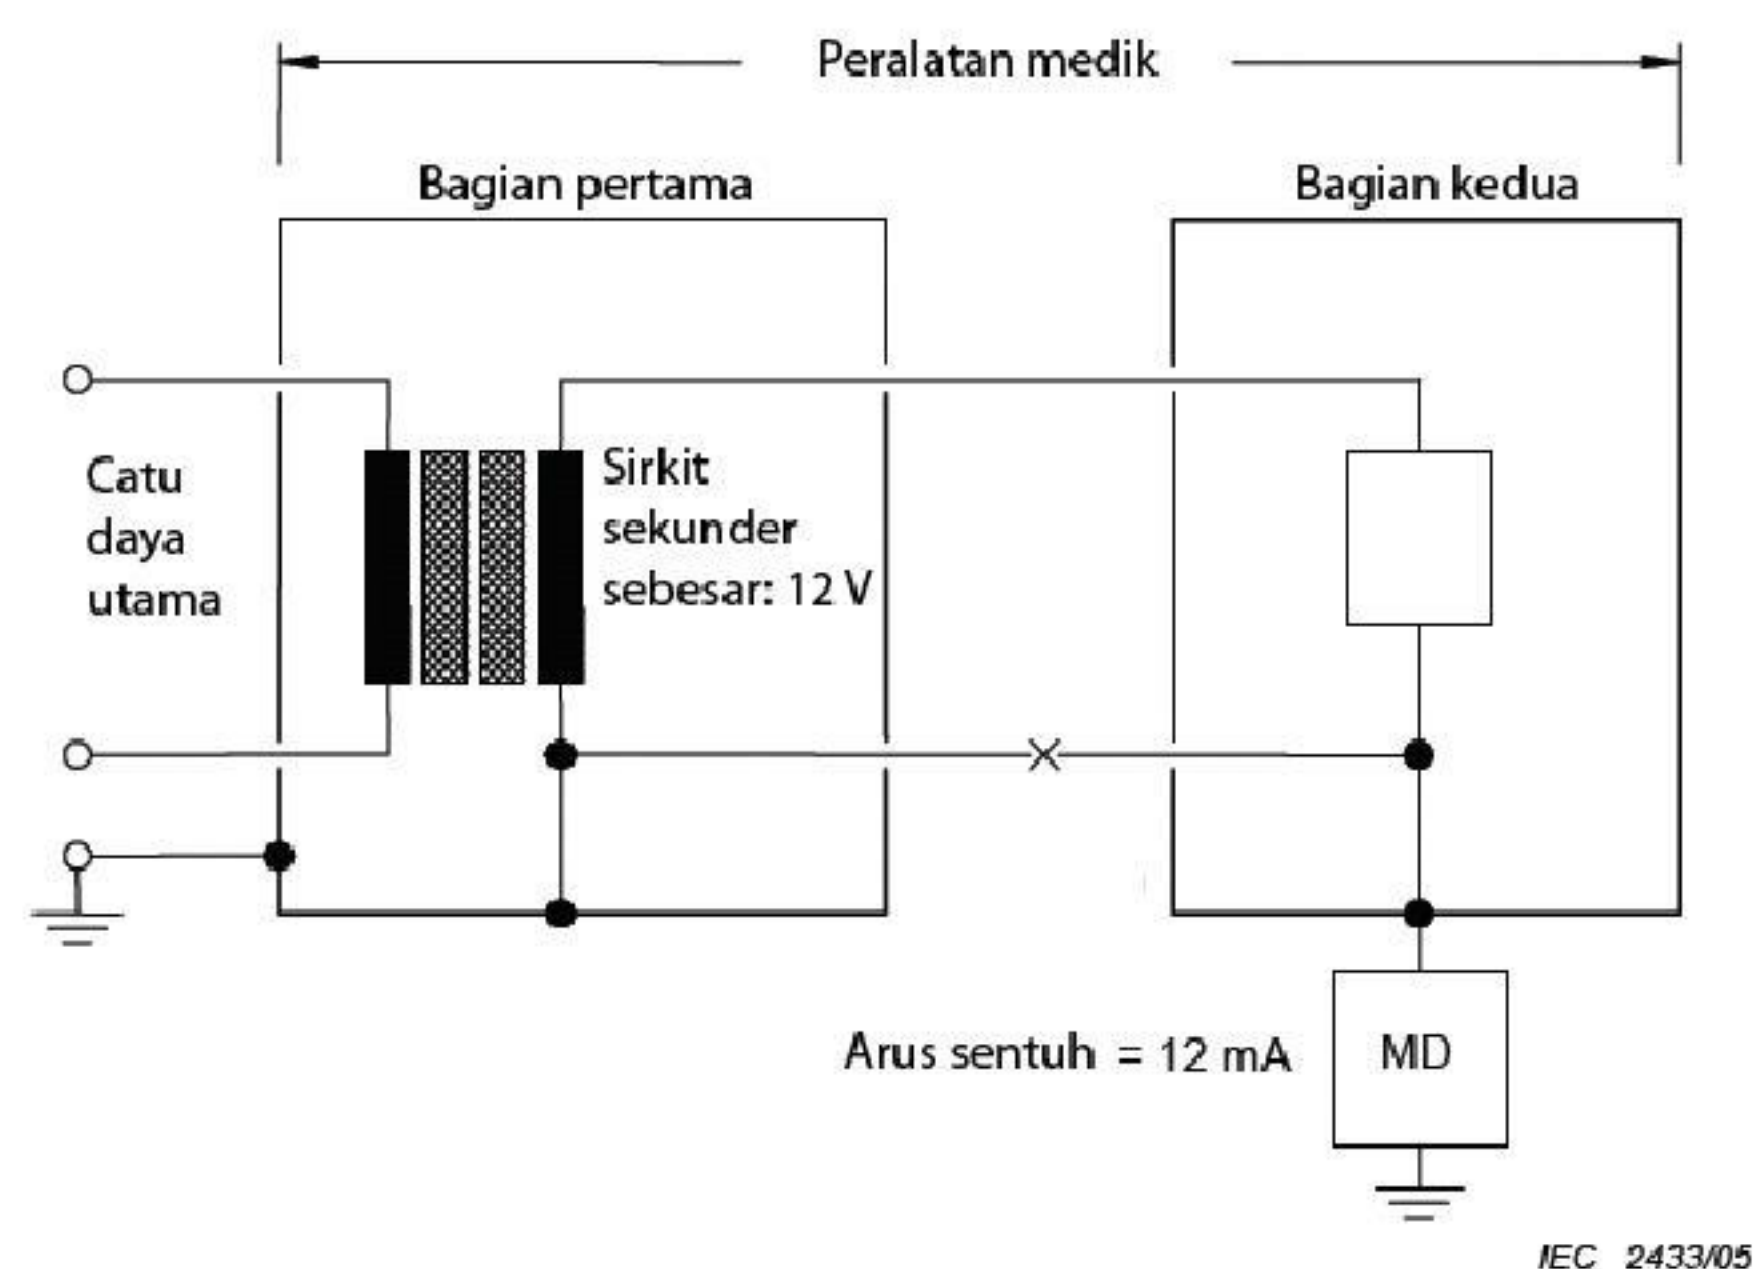 Peralatan medik
Bagian pertama
Bagian kedua
Catu
daya
utama
Sirkit
sekunder
sebesar: 12 V
Arus sentuh = 12 mA
MD
IEC 2433/05